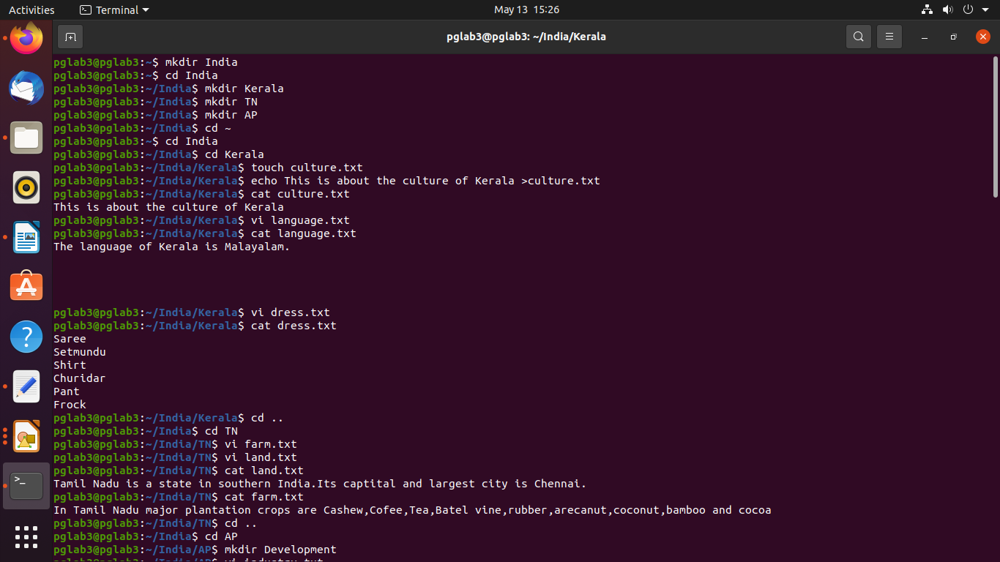 Activities
Terminal
May 13 15:26
pglab3@pglab3: ~/India/Kerala
pglab3@pglab3:~$ mkdir India
pglab3@pglab3:~$ cd India
pglab3@pglab3:~/India$ mkdir Kerala
pglab3@pglab3:~/India$ mkdir TN
pglab3@pglab3:~/India$ mkdir AP
pglab3@pglab3:~/India$ cd ~
pglab3@pglab3:~$ cd India
pglab3@pglab3:~/India$ cd Kerala
pglab3@pglab3:~/India/Kerala$ touch culture.txt
pglab3@pglab3:~/India/Kerala$ echo This is about the culture of Kerala >culture.txt
pglab3@pglab3:~/India/Kerala$ cat culture.txt
This is about the culture of Kerala
pglab3@pglab3:~/India/Kerala$ vi language.txt
pglab3@pglab3:~/India/Kerala$ cat language.txt
The language of Kerala is Malayalam.
pglab3@pglab3:~/India/Kerala$ vi dress.txt
pglab3@pglab3:~/India/Kerala$ cat dress.txt
Saree
Setmundu
Shirt
Churidar
Pant
Frock
pglab3@pglab3:~/India/Kerala$ cd ..
pglab3@pglab3:~/India$ cd TN
pglab3@pglab3:~/India/TN$ vi farm.txt
pglab3@pglab3:~/India/TN$ vi land.txt
pglab3@pglab3:~/India/TN$ cat land.txt
Tamil Nadu is a state in southern India.Its captital and largest city is Chennai.
pglab3@pglab3:~/India/TN$ cat farm.txt
In Tamil Nadu major plantation crops are Cashew,Cofee,Tea,Batel vine,rubber,arecanut,coconut,bamboo and cocoa
pglab3@pglab3:~/India/TN$ cd ..
pglab3@pglab3:~/India$ cd AP
pglab3@pglab3:~/India/AP$ mkdir Development
pglab3@pglab3:~/India/AP$ vi industry.txt